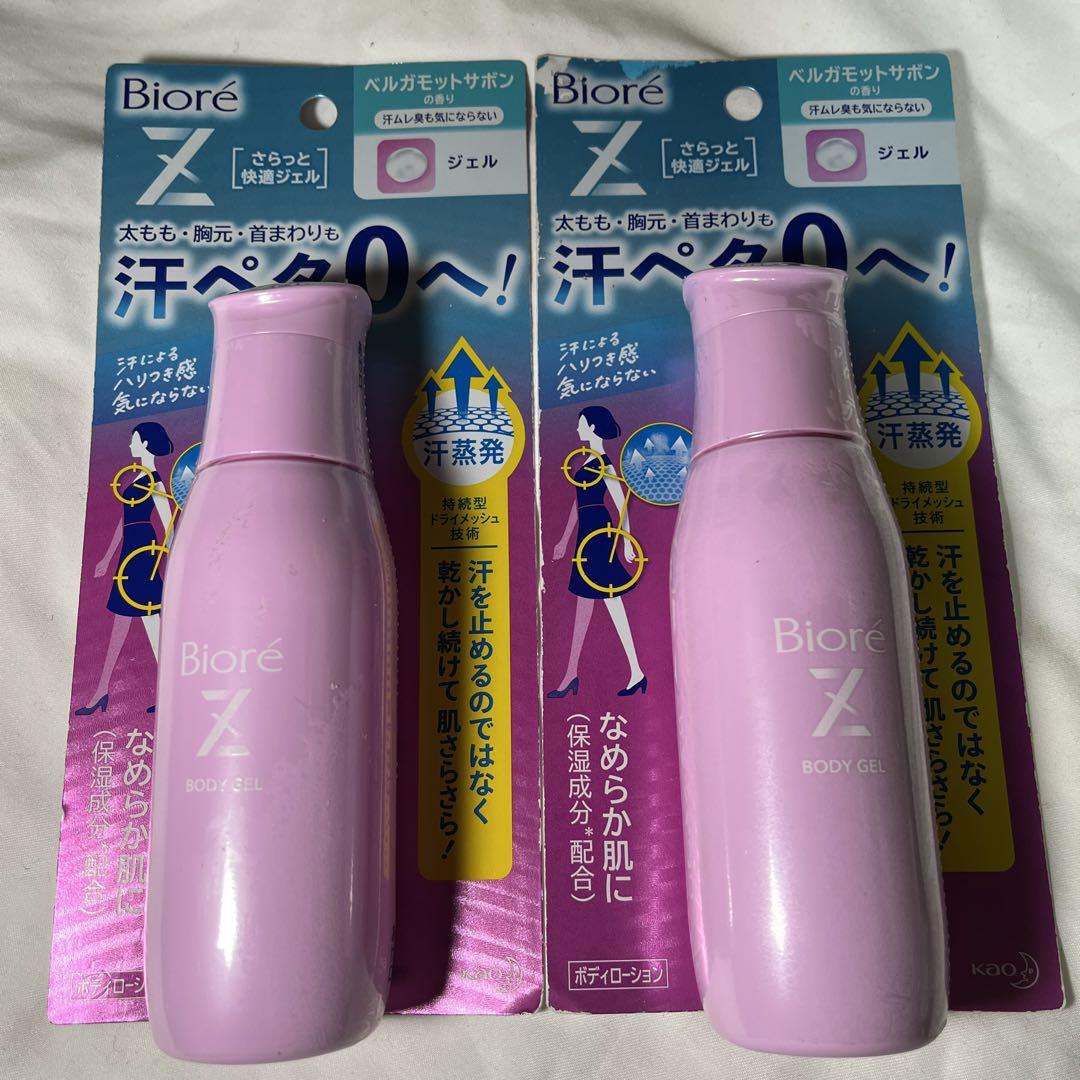 Bioré
Z
[さらっと
快適ジェル]
ベルガモットサボン
の香り
汗ムレ臭も気にならない
ジェル
太もも・胸元・首まわりも
汗ペタ0へ!
汗による
ハリつき感
気にならない
汗蒸発
持続型
ドライメッシュ
技術
汗を止めるのではなく
乾かし続けて 肌さらさら!
なめらか肌に
(保湿成分*配合)
ボディローシ
Kao
Bioré
Z
BODY GEL
Bioré
Z
[さらっと
快適ジェル]
ベルガモットサボン
の香り
汗ムレ臭も気にならない
ジェル
太もも・胸元・首まわりも
汗ペタ0へ!
汗による
ハリつき感
気にならない
汗蒸発
持続型
ドライメッシュ
技術
汗を止めるのではなく
乾かし続けて 肌さらさら!
なめらか肌に
(保湿成分*配合)
ボディローション
Kao
Bioré
Z
BODY GEL